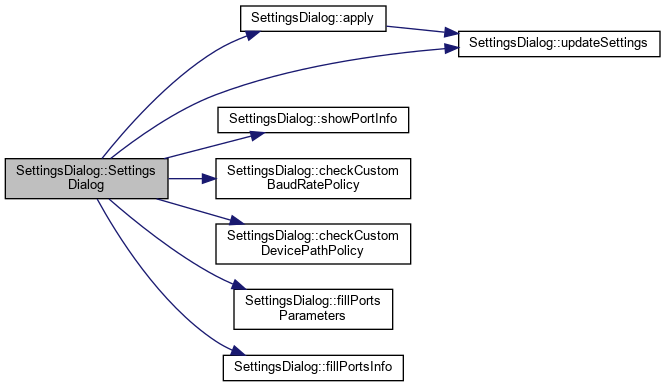 SettingsDialog::apply
SettingsDialog::updateSettings
SettingsDialog::showPortInfo
SettingsDialog::Settings
Dialog
SettingsDialog::checkCustom
BaudRatePolicy
SettingsDialog::checkCustom
DevicePathPolicy
SettingsDialog::fillPorts
Parameters
SettingsDialog::fillPortsInfo